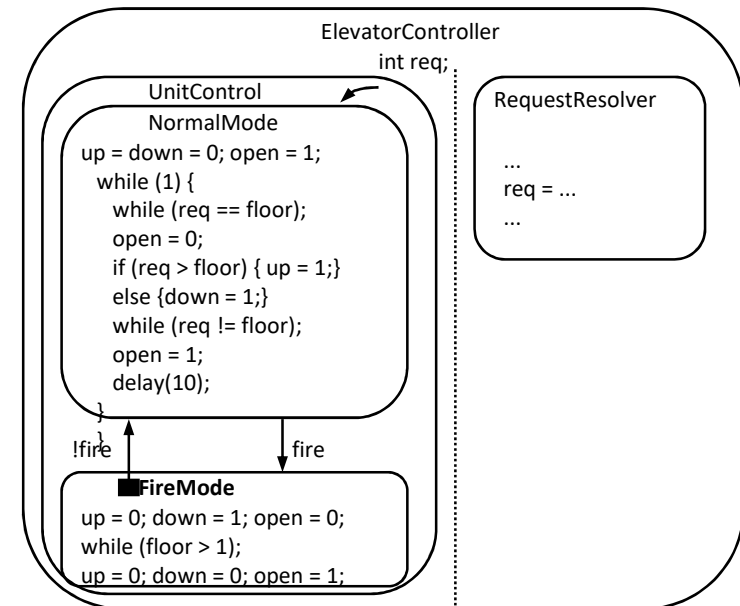 ElevatorController
int req;
UnitControl
NormalMode
up = down = 0; open = 1;
while (1) {
while (req == floor);
open = 0;
if (req > floor) { up = 1;}
else {down = 1;}
while (req != floor);
open = 1;
delay(10);
}
}
RequestResolver
...
req = ...
...
!fire
fire
FireMode
up = 0; down = 1; open = 0;
while (floor > 1);
up = 0; down = 0; open = 1;